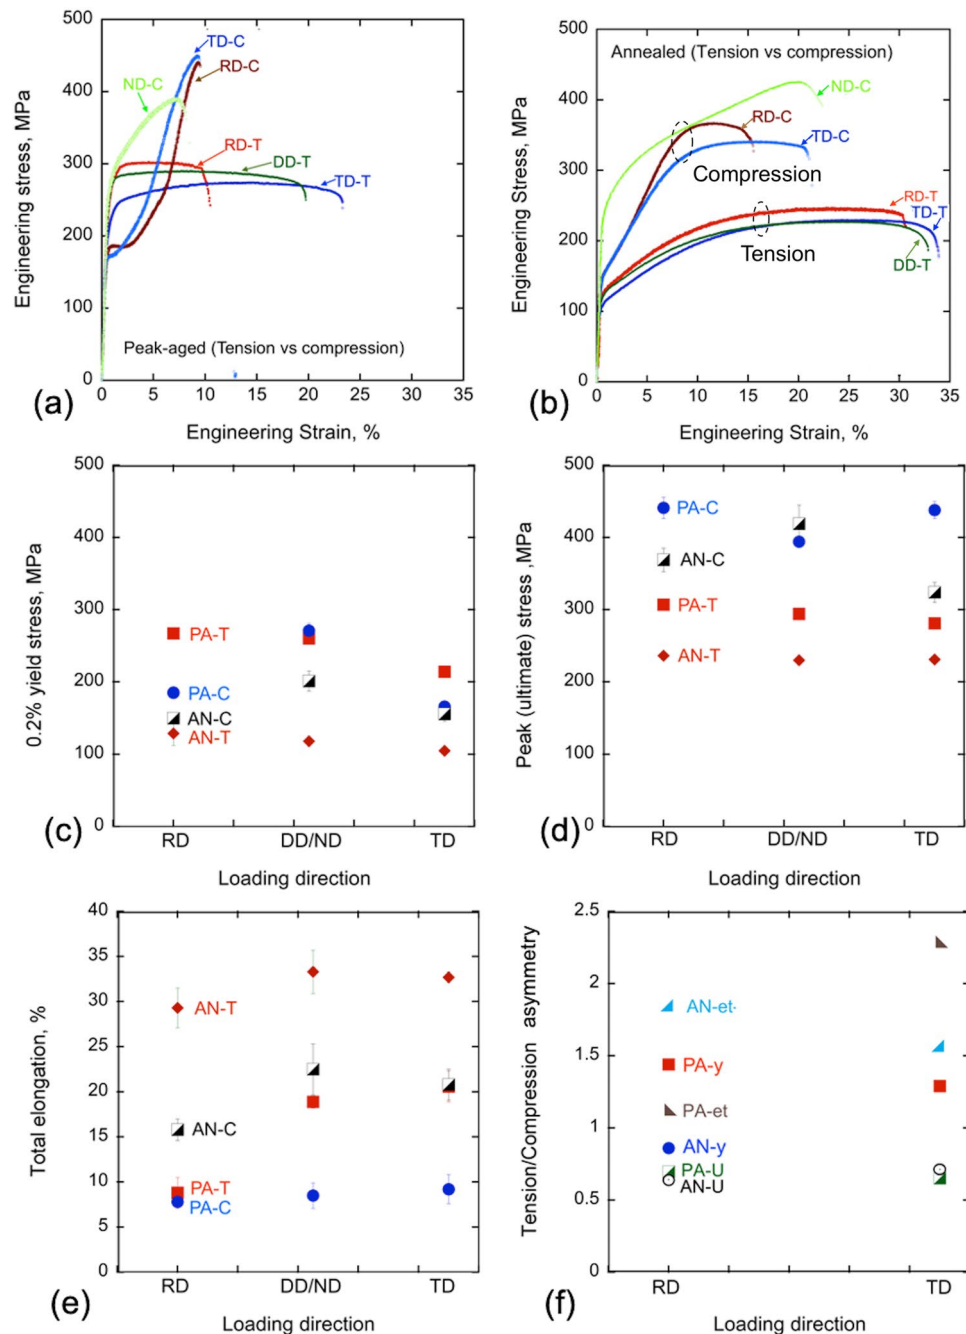 500
400
300
200
100
0
Engineering stress, MPa
TD-C
RD-C
ND-C
RD-T
DD-T
TD-T
Peak-aged (Tension vs compression)
0 5 10 15 20 25 30 35
(a)
Engineering Strain, %
500
400
300
200
100
0
Engineering Stress, MPa
Annealed (Tension vs compression)
ND-C
RD-C
TD-C
Compression
RD-T
TD-T
Tension
DD-T
0 5 10 15 20 25 30 35
(b)
Engineering Strain, %
500
400
300
200
100
0
0.2% yield stress, MPa
PA-T
PA-C
AN-C
AN-T
(c)
RD DD/ND TD
Loading direction
500
400
300
200
100
0
Peak (ultimate) stress ,MPa
PA-C
AN-C
PA-T
AN-T
(d)
RD DD/ND TD
Loading direction
40
35
30
25
20
15
10
5
0
Total elongation, %
AN-T
AN-C
PA-T
PA-C
(e)
RD DD/ND TD
Loading direction
2.5
2
1.5
1
0.5
0
Tension/Compression asymmetry
AN-et
PA-y
PA-et
AN-y
PA-U
AN-U
(f)
RD TD
Loading direction